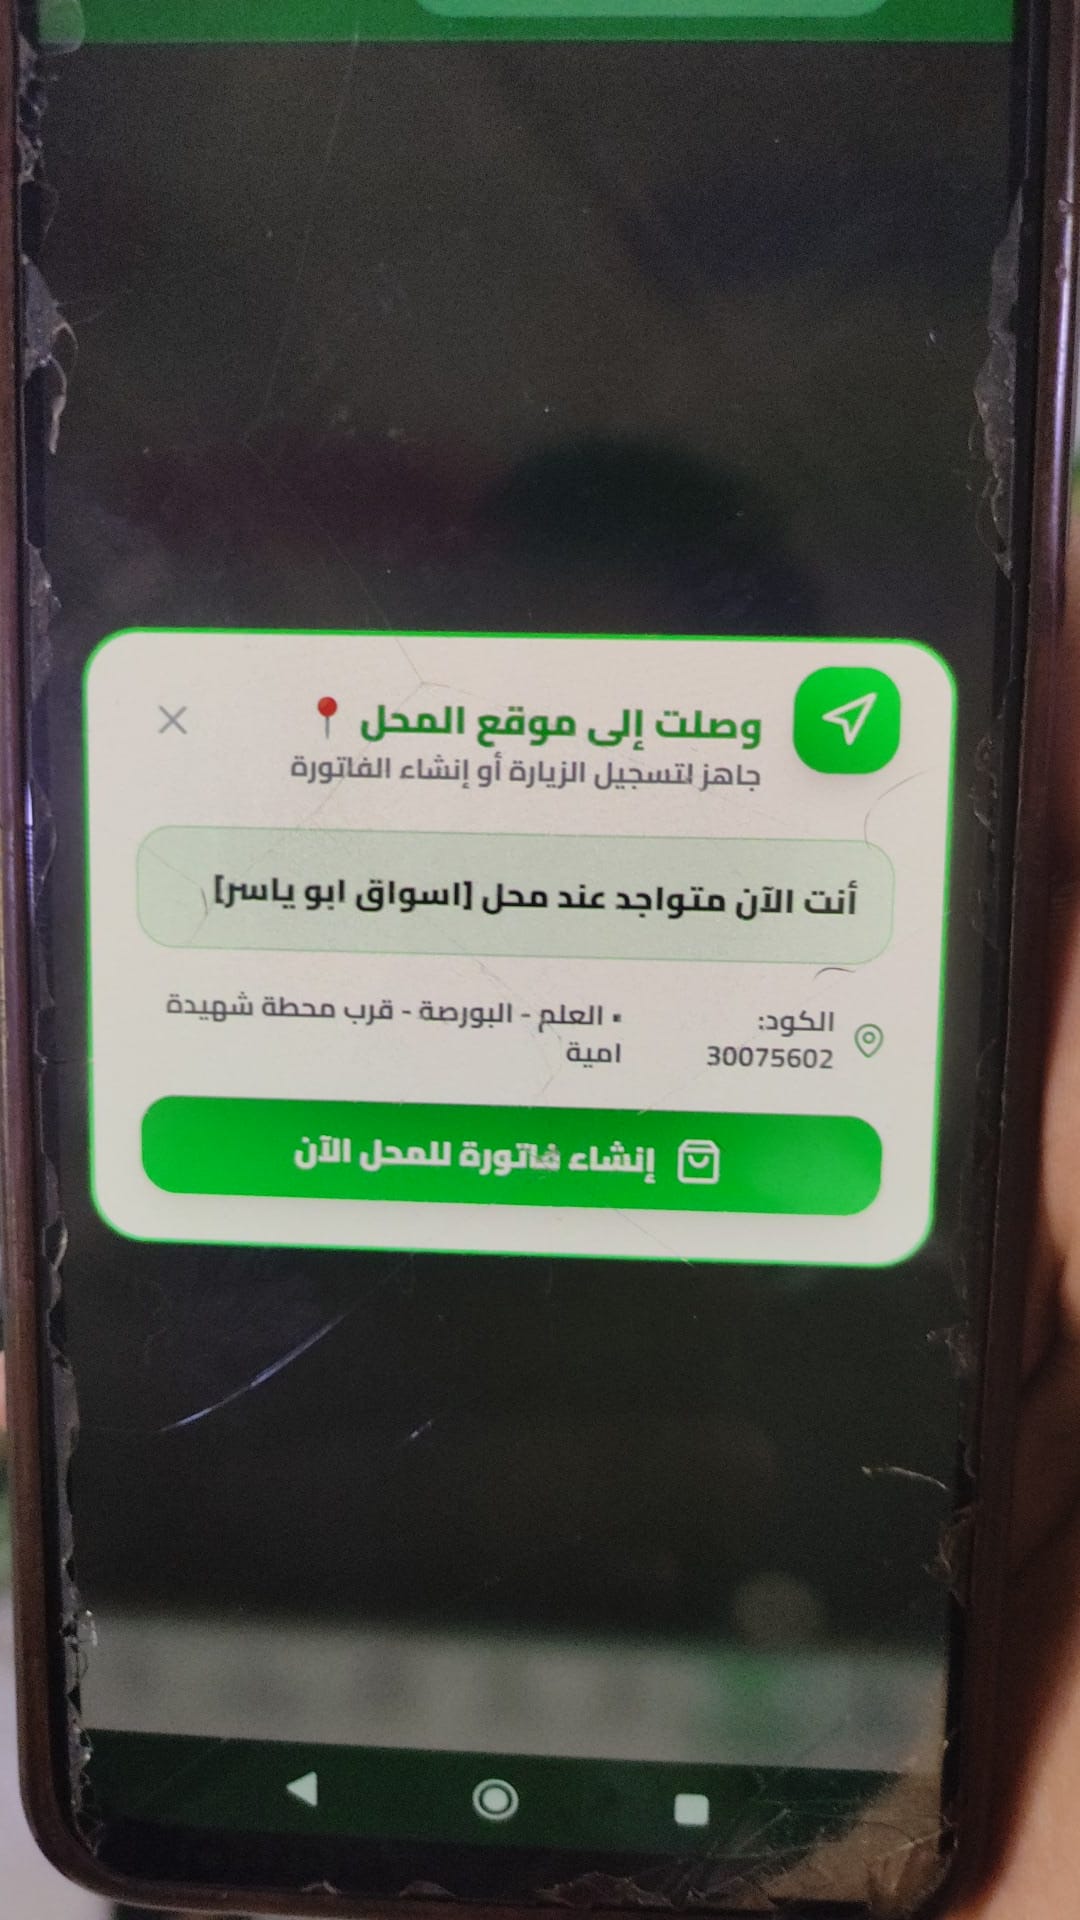 وصلت إلى موقع المحل 📍
جاهز لتسجيل الزيارة أو إنشاء الفاتورة
أنت الآن متواجد عند محل [اسواق ابو ياسر]
الكود:
30075602
• العلم - البورصة - قرب محطة شهيدة
امية
إنشاء فاتورة للمحل الآن